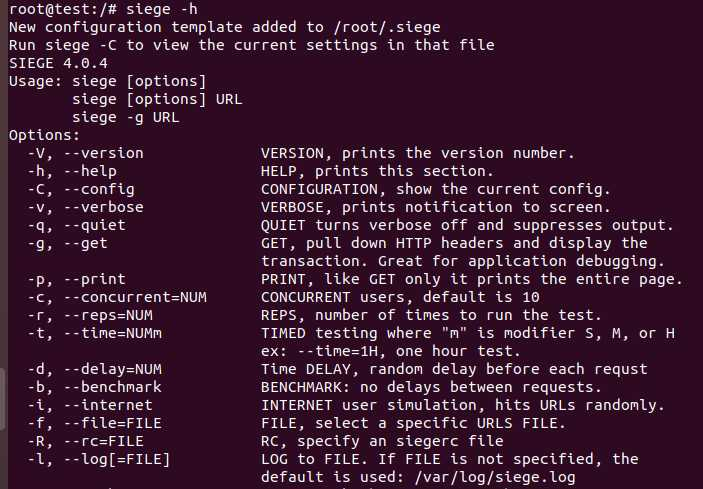 root@test:/# siege -h
New configuration template added to /root/.siege
Run siege -C to view the current settings in that file
SIEGE 4.0.4
Usage: siege [options]
       siege [options] URL
       siege -g URL
Options:
  -V, --version             VERSION, prints the version number.
  -h, --help                HELP, prints this section.
  -C, --config              CONFIGURATION, show the current config.
  -v, --verbose             VERBOSE, prints notification to screen.
  -q, --quiet               QUIET turns verbose off and suppresses output.
  -g, --get                 GET, pull down HTTP headers and display the
                            transaction. Great for application debugging.
  -p, --print               PRINT, like GET only it prints the entire page.
  -c, --concurrent=NUM      CONCURRENT users, default is 10
  -r, --reps=NUM            REPS, number of times to run the test.
  -t, --time=NUMm           TIMED testing where "m" is modifier S, M, or H
                            ex: --time=1H, one hour test.
  -d, --delay=NUM           Time DELAY, random delay before each requst
  -b, --benchmark           BENCHMARK: no delays between requests.
  -i, --internet            INTERNET user simulation, hits URLs randomly.
  -f, --file=FILE           FILE, select a specific URLS FILE.
  -R, --rc=FILE             RC, specify an siegerc file
  -l, --log[=FILE]          LOG to FILE. If FILE is not specified, the
                            default is used: /var/log/siege.log